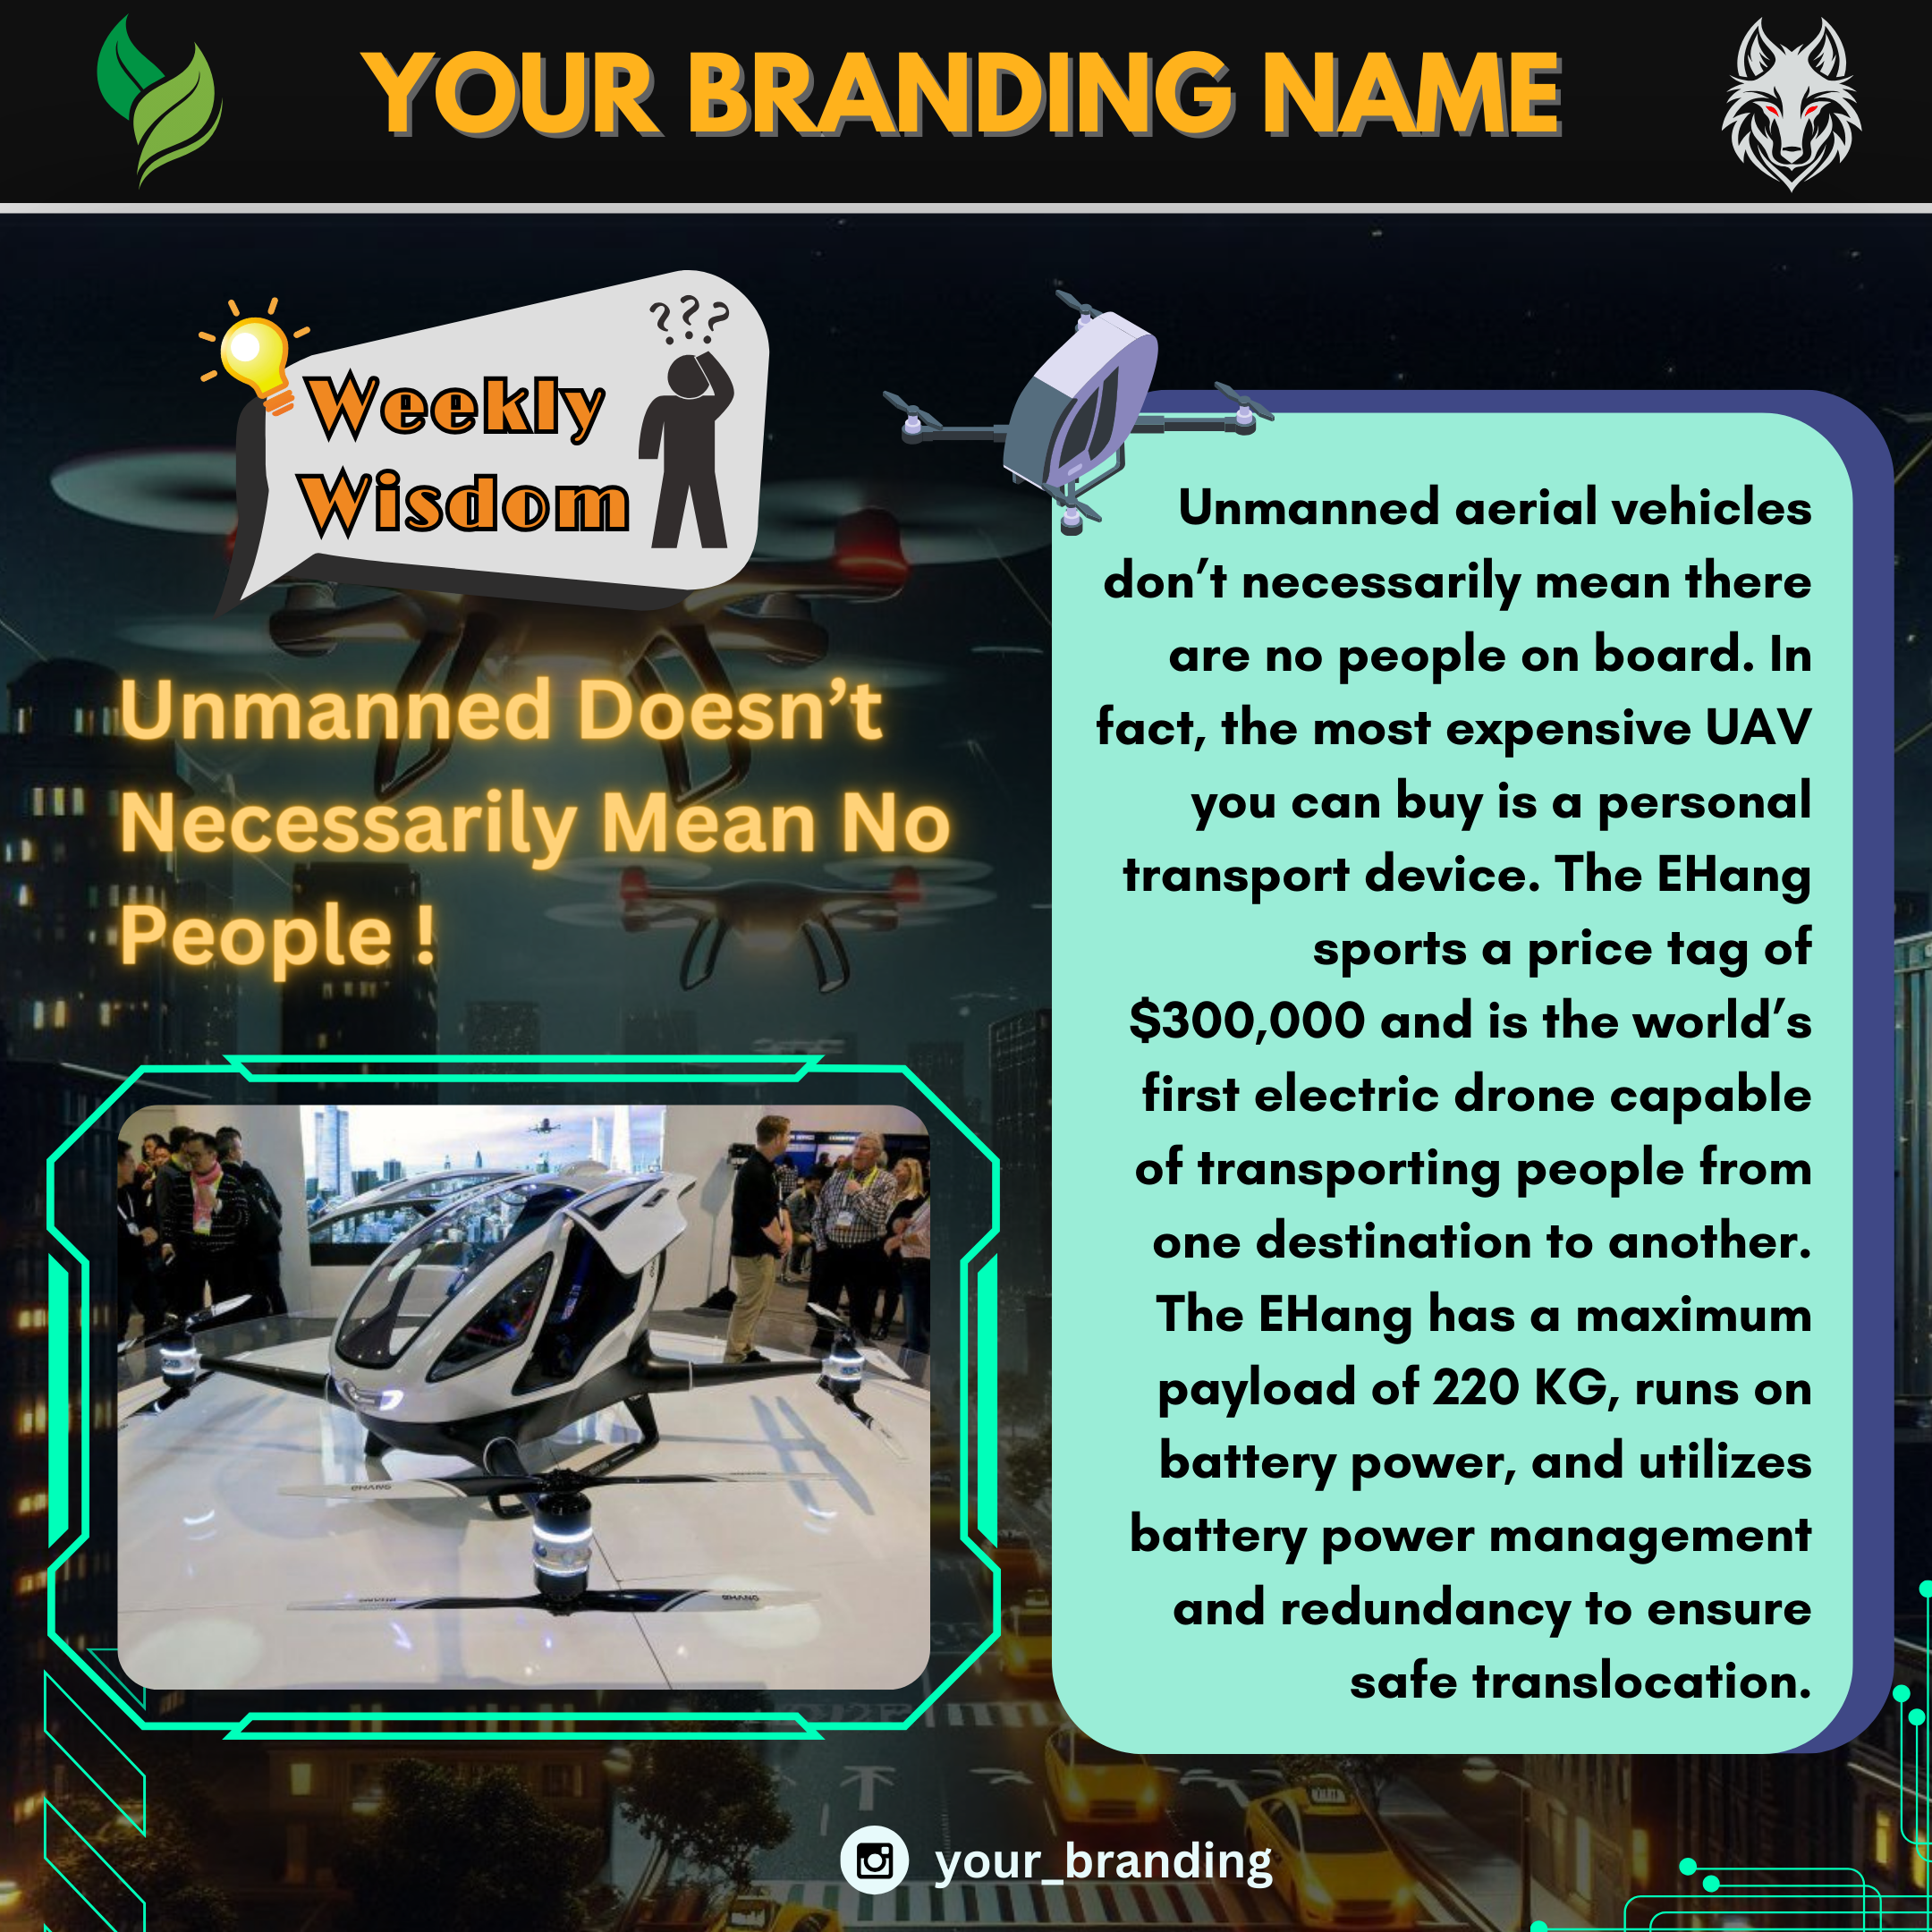 YOUR BRANDING NAME
???
Weekly
Wisdom
Unmanned Doesn’t
Necessarily Mean No
People !
Unmanned aerial vehicles
don’t necessarily mean there
are no people on board. In
fact, the most expensive UAV
you can buy is a personal
transport device. The EHang
sports a price tag of
$300,000 and is the world’s
first electric drone capable
of transporting people from
one destination to another.
The EHang has a maximum
payload of 220 KG, runs on
battery power, and utilizes
battery power management
and redundancy to ensure
safe translocation.
EHANG
EHANG
EHANG
your_branding